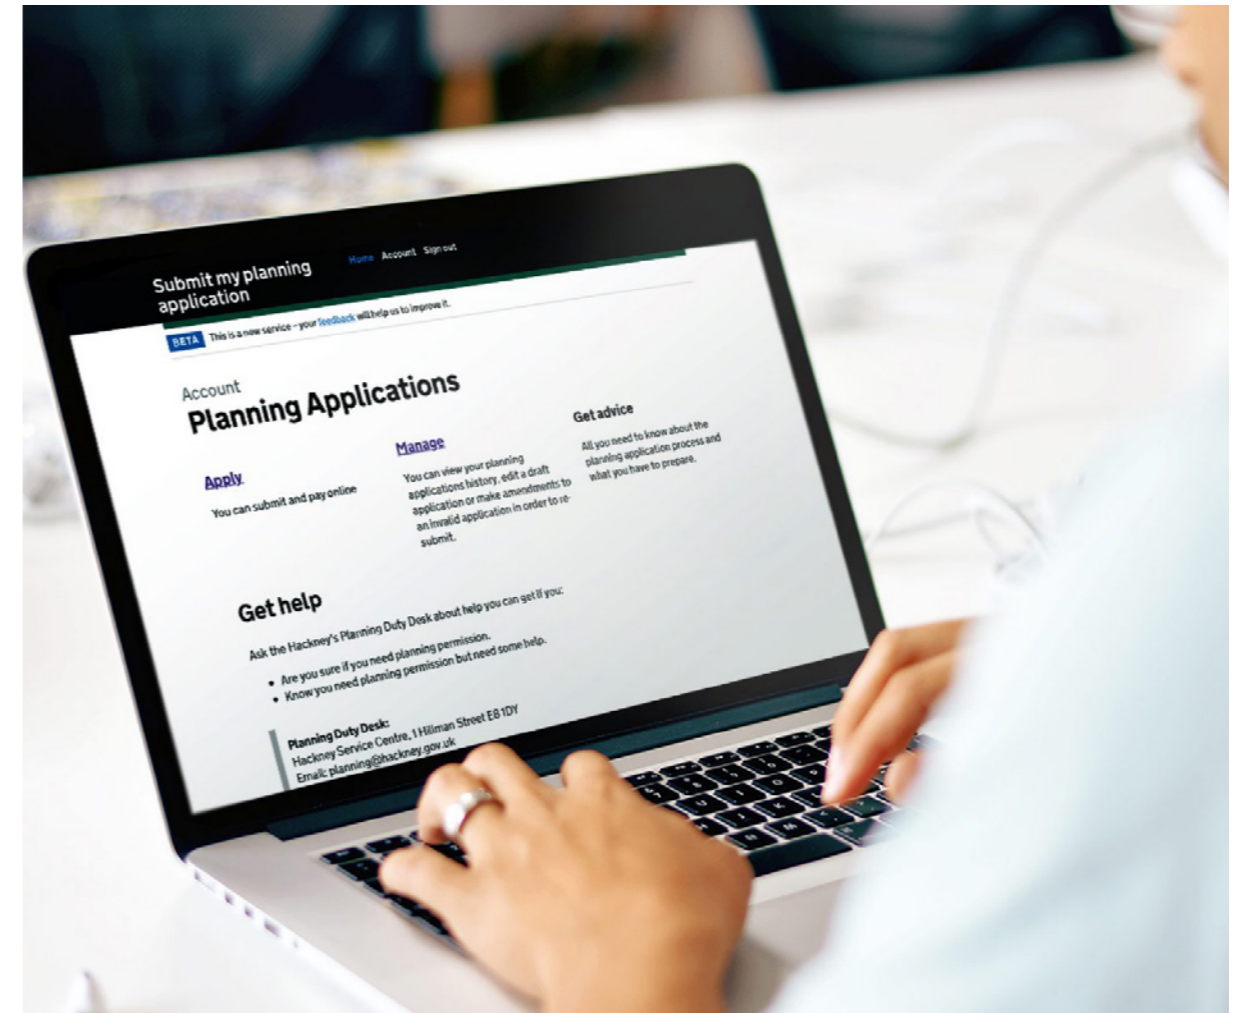 Submit my planning
application
Home Account Sign out
BETA This is a new service – your feedback will help us to improve it.
Account
Planning Applications
Apply
You can submit and pay online
Manage
You can view your planning
applications history, edit a draft
application or make amendments to
an invalid application in order to re-
submit.
Get advice
All you need to know about the
planning application process and
what you have to prepare.
Get help
Ask the Hackney's Planning Duty Desk about help you can get if you:
• Are you sure if you need planning permission.
• Know you need planning permission but need some help.
Planning Duty Desk:
Hackney Service Centre, 1 Hillman Street E8 1DY
Email: planning@hackney.gov.uk